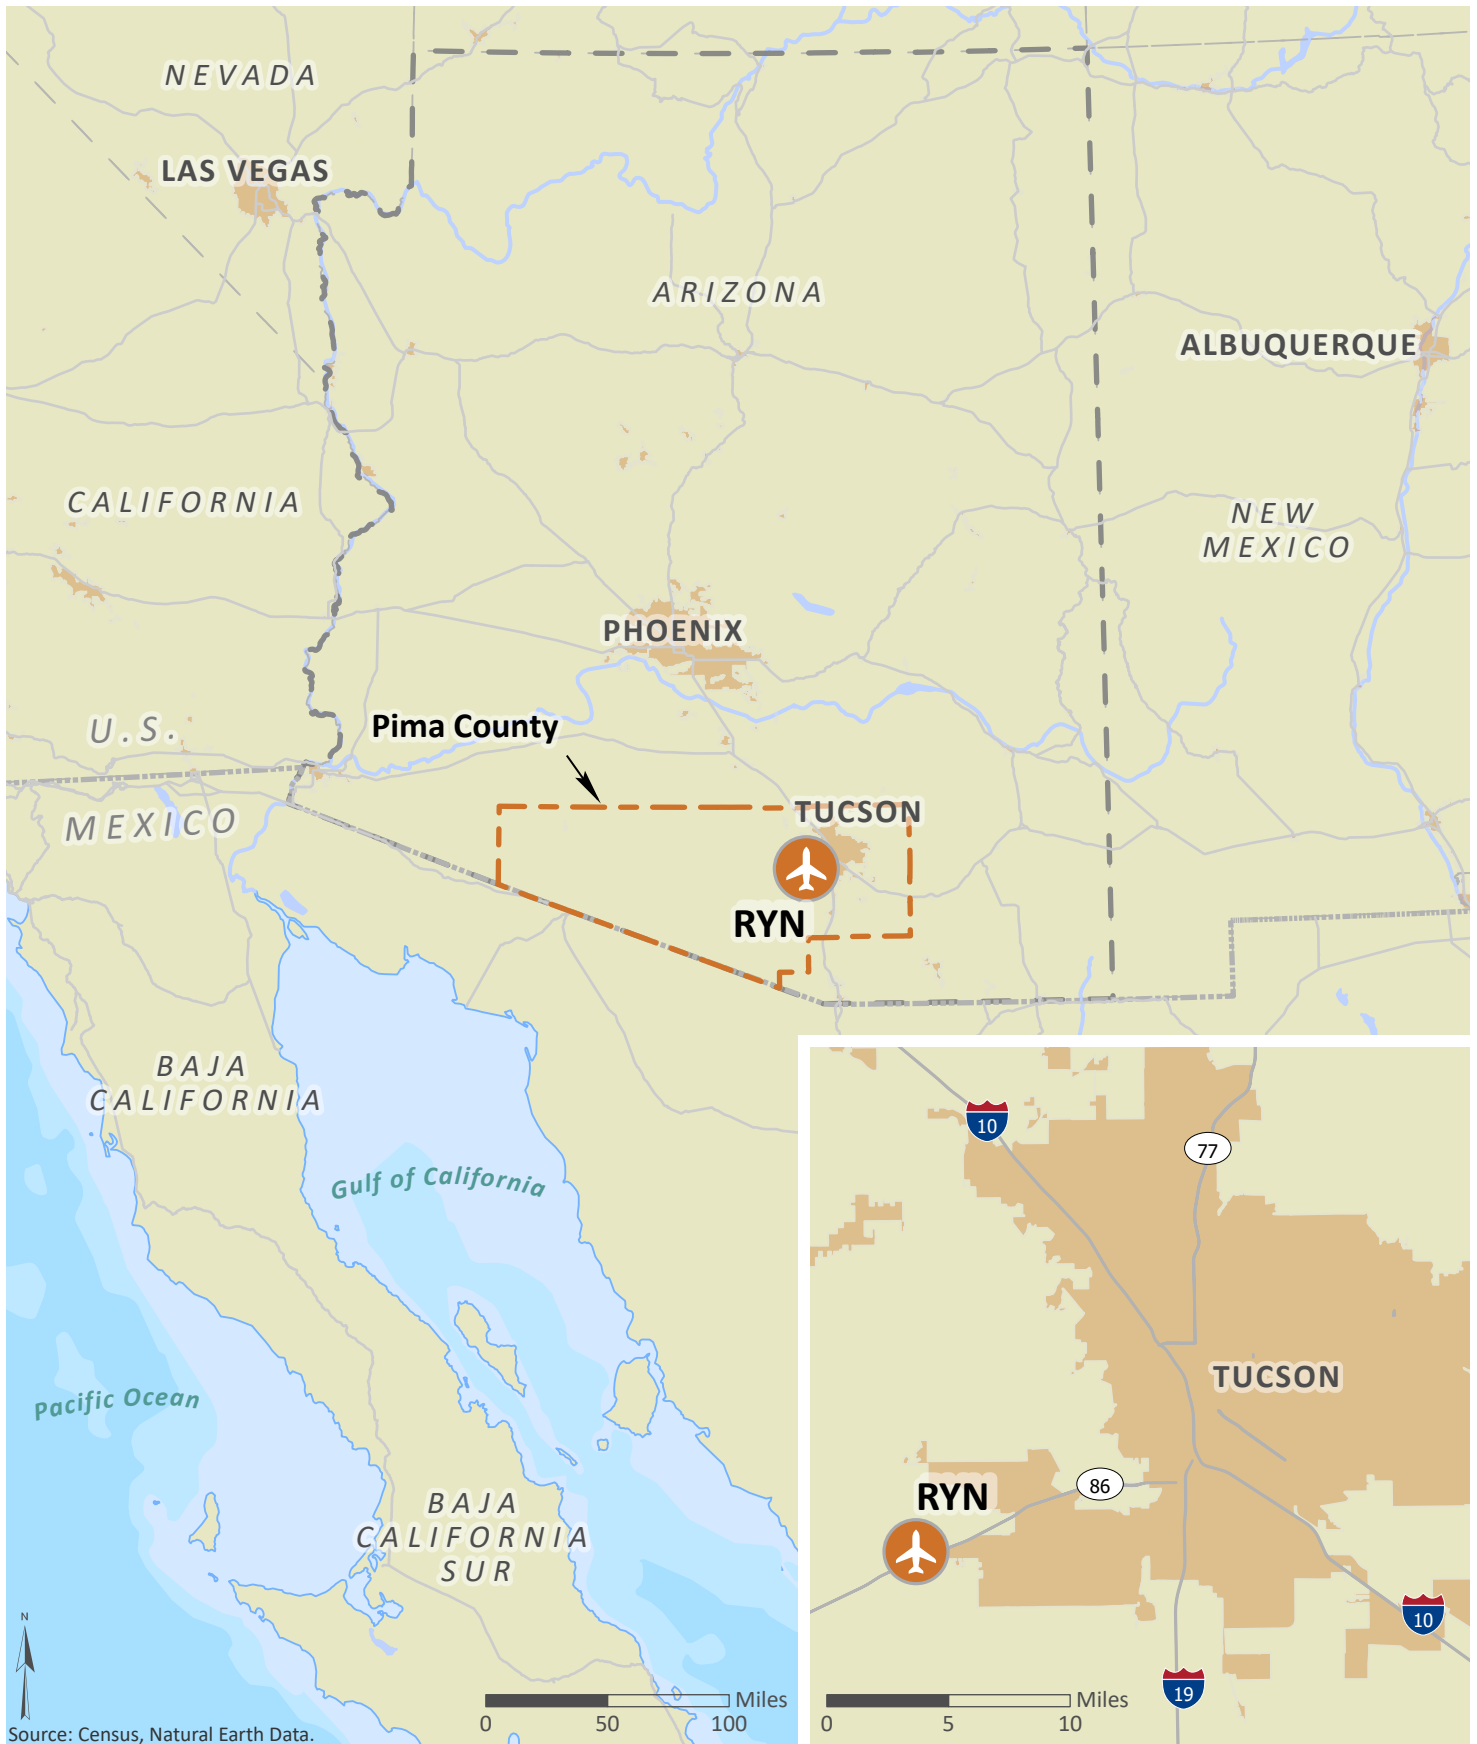 NEVADA
LAS VEGAS
ARIZONA
ALBUQUERQUE
CALIFORNIA
NEW
MEXICO
PHOENIX
Pima County
U.S.
MEXICO
TUCSON
RYN
BAJA
CALIFORNIA
Gulf of California
Pacific Ocean
BAJA
CALIFORNIA
SUR
N
Miles
0 50 100
Source: Census, Natural Earth Data.
10
77
TUCSON
86
RYN
10
19
Miles
0 5 10